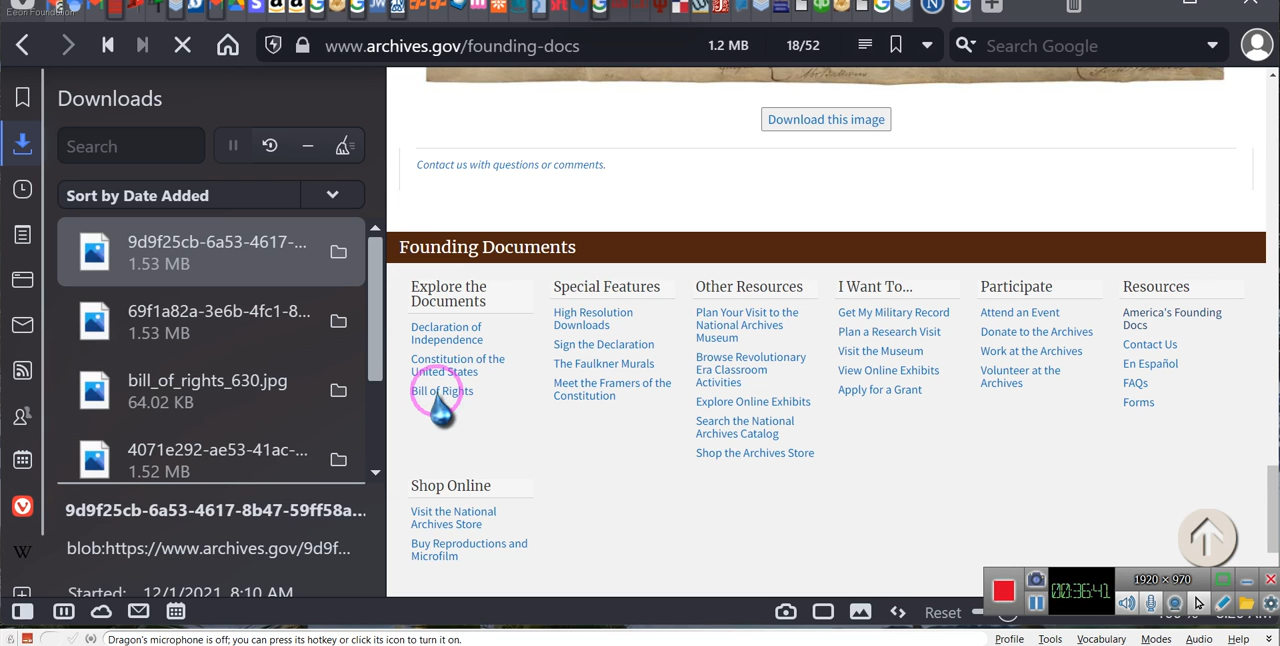 Eeon Foundation
www.archives.gov/founding-docs
1.2 MB
18/52
Search Google
Downloads
Search
Sort by Date Added
9d9f25cb-6a53-4617-...
1.53 MB
69f1a82a-3e6b-4fc1-8...
1.53 MB
bill_of_rights_630.jpg
64.02 KB
4071e292-ae53-41ac-...
1.52 MB
9d9f25cb-6a53-4617-8b47-59ff58a...
blob:https://www.archives.gov/9d9f...
Started: 12/1/2021, 8:10 AM
Download this image
Contact us with questions or comments.
Founding Documents
Explore the
Documents
Declaration of
Independence
Constitution of the
United States
Bill of Rights
Special Features
High Resolution
Downloads
Sign the Declaration
The Faulkner Murals
Meet the Framers of the
Constitution
Other Resources
Plan Your Visit to the
National Archives
Museum
Browse Revolutionary
Era Classroom
Activities
Explore Online Exhibits
Search the National
Archives Catalog
Shop the Archives Store
I Want To...
Get My Military Record
Plan a Research Visit
Visit the Museum
View Online Exhibits
Apply for a Grant
Participate
Attend an Event
Donate to the Archives
Work at the Archives
Volunteer at the
Archives
Resources
America's Founding
Docs
Contact Us
En Español
FAQs
Forms
Shop Online
Visit the National
Archives Store
Buy Reproductions and
Microfilm
00:36:41
1920 × 970
Reset
Dragon's microphone is off; you can press its hotkey or click its icon to turn it on.
Profile Tools Vocabulary Modes Audio Help